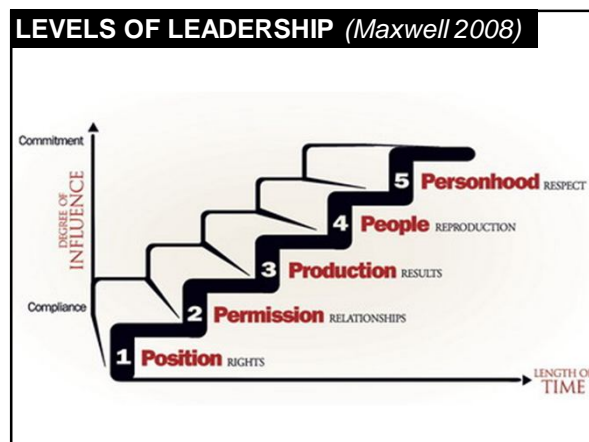 LEVELS OF LEADERSHIP (Maxwell 2008)
Commitment
DEGREE OF
INFLUENCE
Compliance
5 Personhood RESPECT
4 People REPRODUCTION
3 Production RESULTS
2 Permission RELATIONSHIPS
1 Position RIGHTS
LENGTH OF
TIME